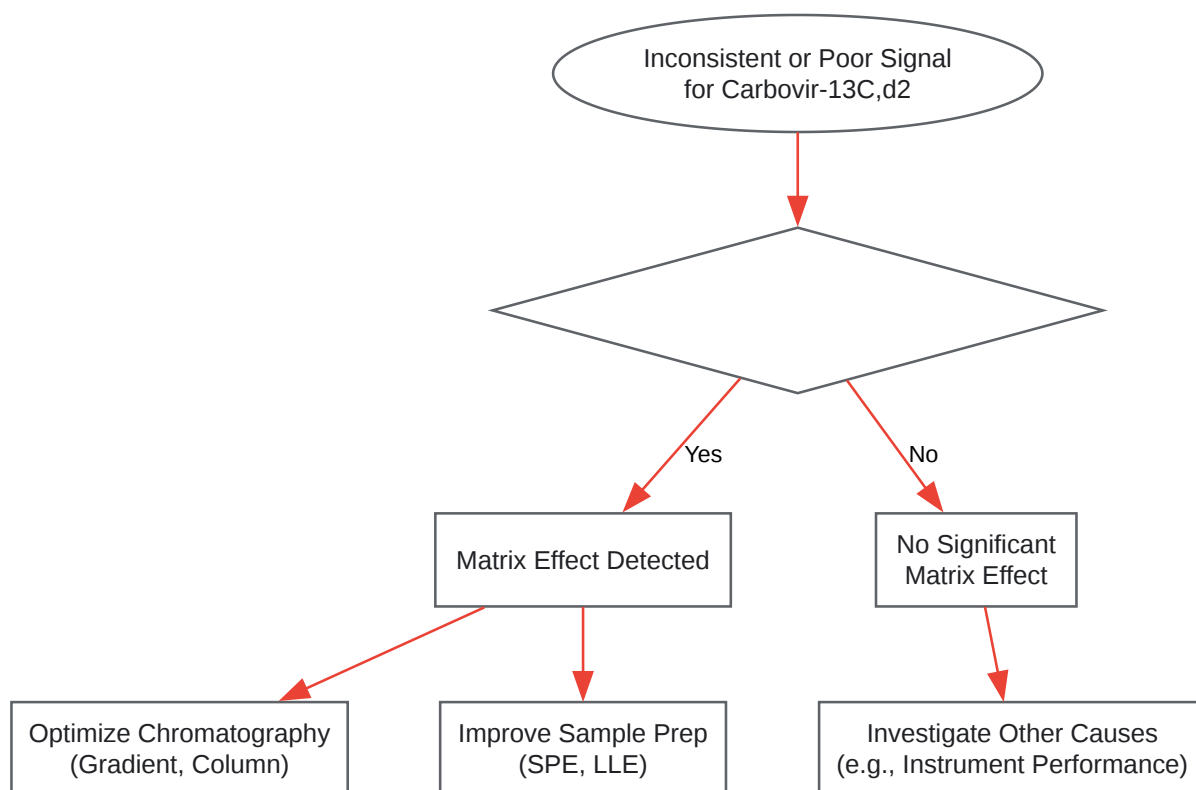 Inconsistent or Poor Signal
for Carbovir-13C,d2
Yes
No
Matrix Effect Detected
No Significant
Matrix Effect
Optimize Chromatography
(Gradient, Column)
Improve Sample Prep
(SPE, LLE)
Investigate Other Causes
(e.g., Instrument Performance)